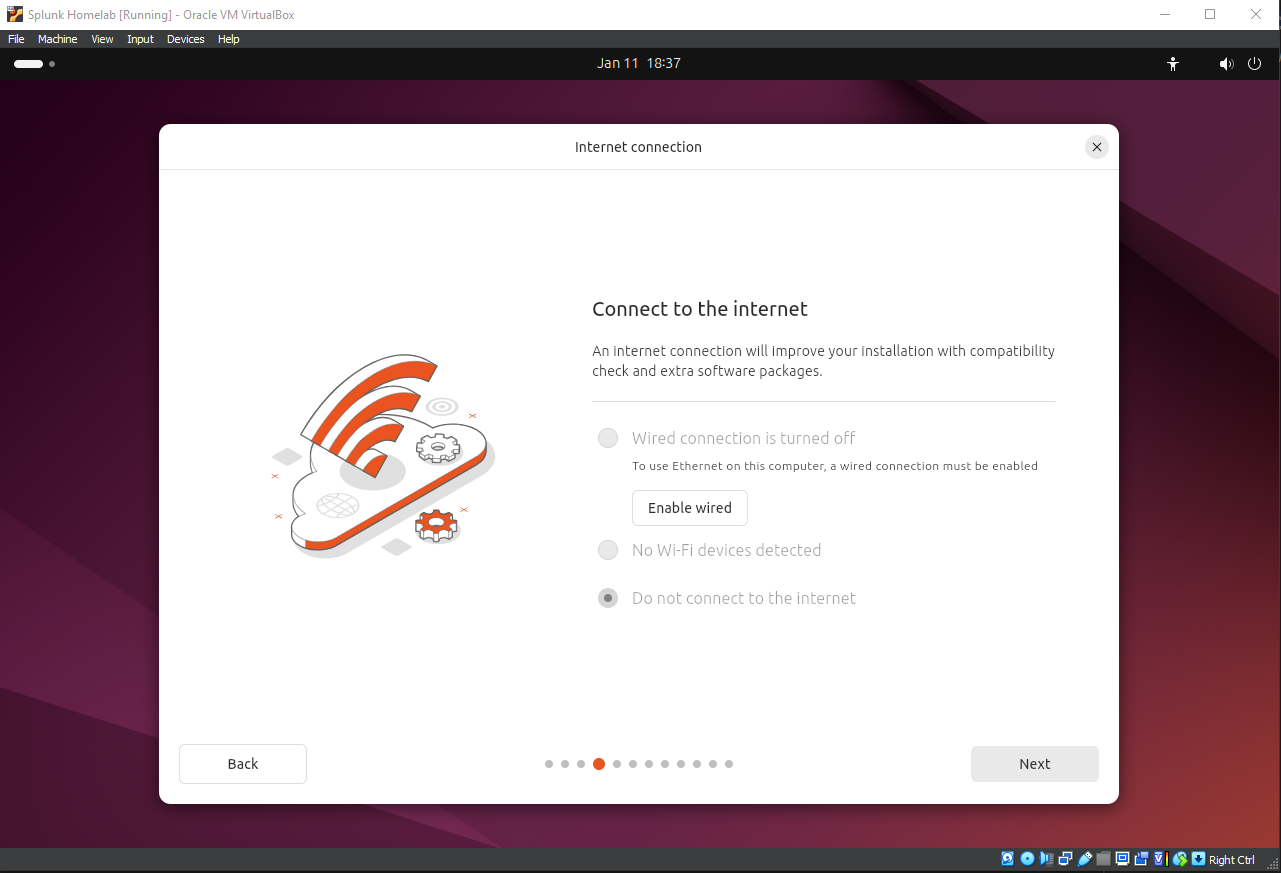 Splunk Homelab [Running] - Oracle VM VirtualBox
File Machine View Input Devices Help
Jan 11 18:37
Internet connection
Connect to the internet
An internet connection will improve your installation with compatibility
check and extra software packages.
Wired connection is turned off
To use Ethernet on this computer, a wired connection must be enabled
Enable wired
No Wi-Fi devices detected
Do not connect to the internet
Back
Next
Right Ctrl